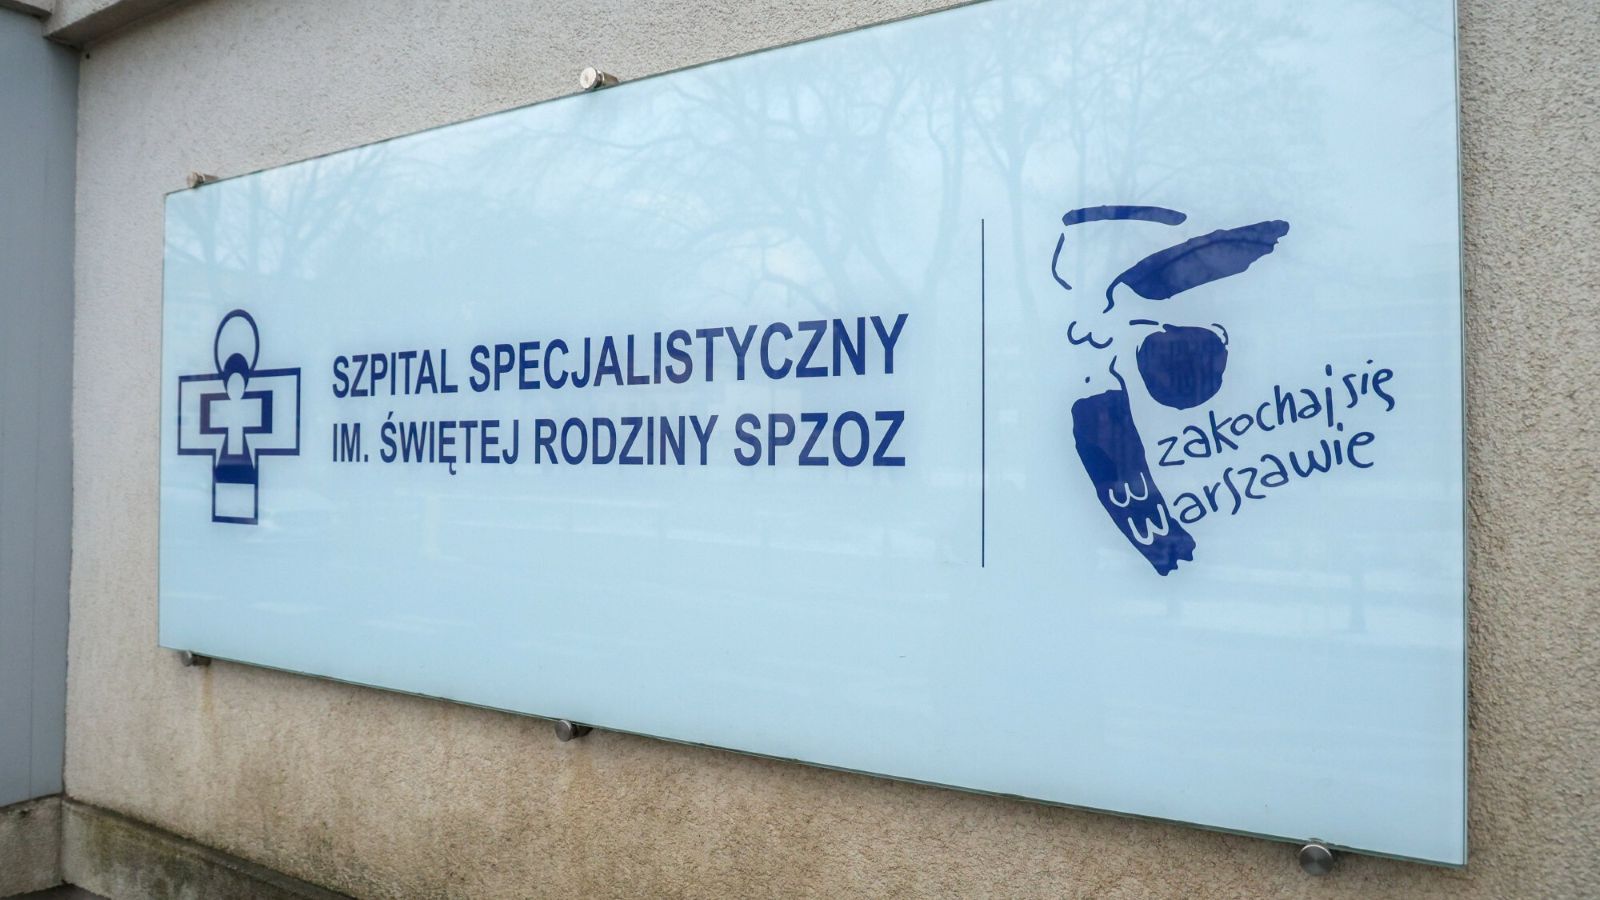 SZPITAL SPECJALISTYCZNY
IM. ŚWIĘTEJ RODZINY SPZOZ
zakochaj się
w warszawie